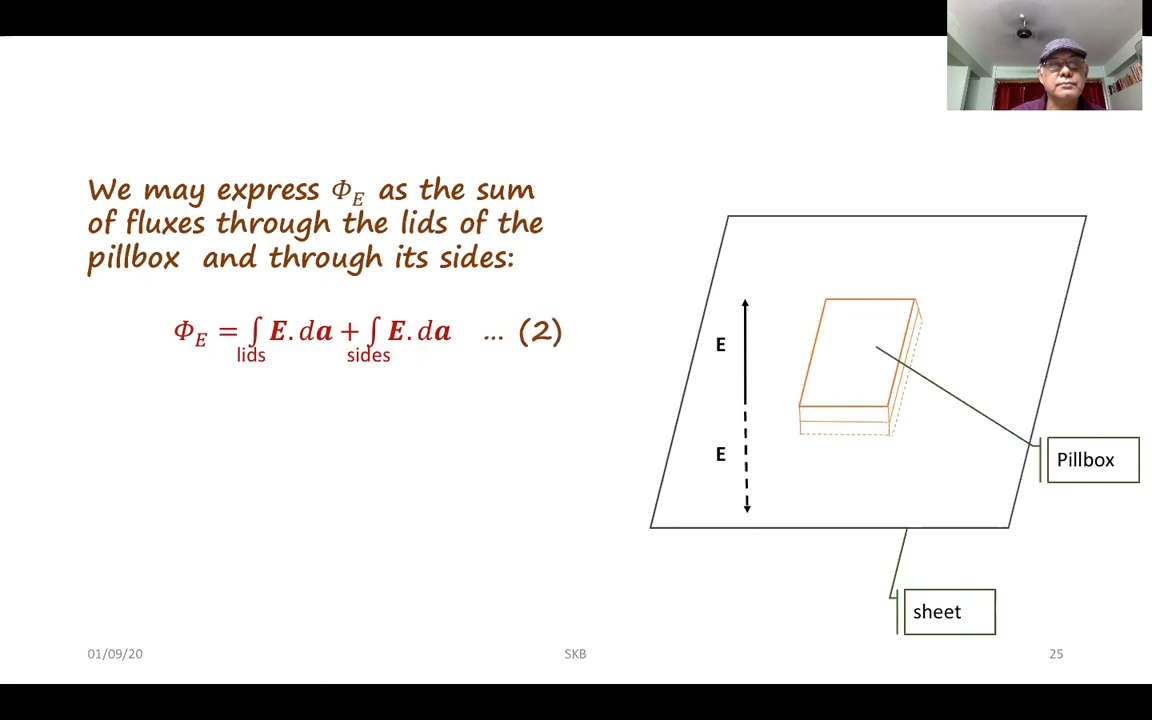 We may express Φ_E as the sum
of fluxes through the lids of the
pillbox and through its sides:
Φ_E = ∫ E.da + ∫ E.da ... (2)
lids sides
E
E
Pillbox
sheet
01/09/20 SKB 25